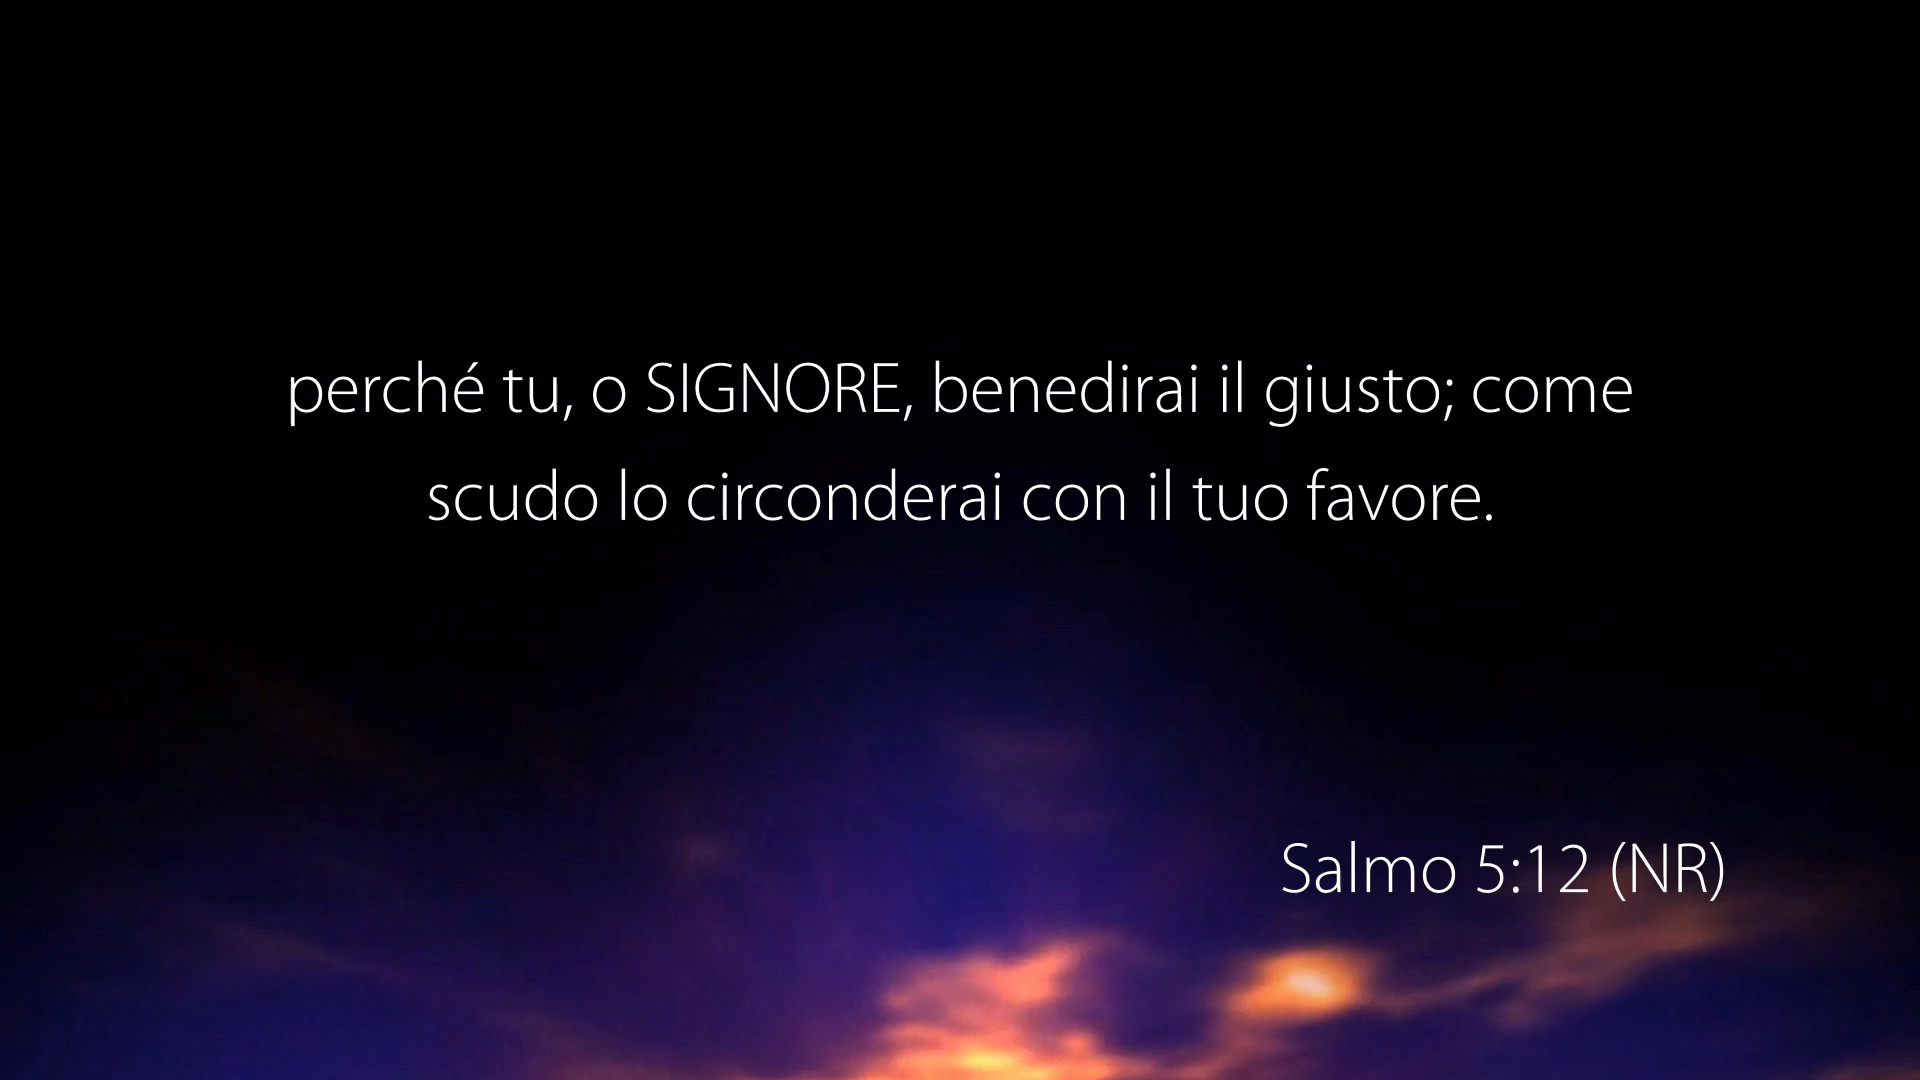 perché tu, o SIGNORE, benedirai il giusto; come
scudo lo circonderai con il tuo favore.
Salmo 5:12 (NR)